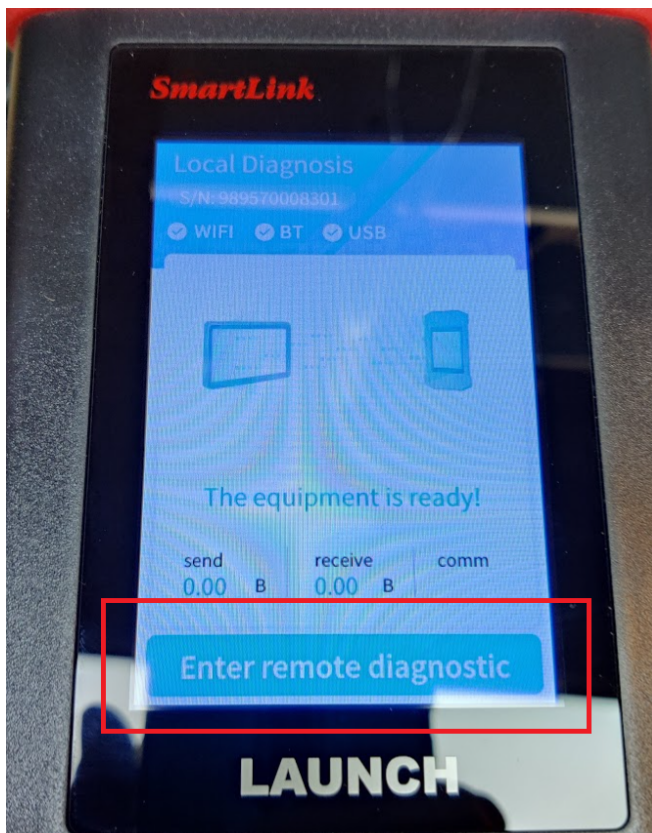 SmartLink
Local Diagnosis
S/N: 989570008301
WIFI BT USB
The equipment is ready!
send receive comm
0.00 B 0.00 B
Enter remote diagnostic
LAUNCH